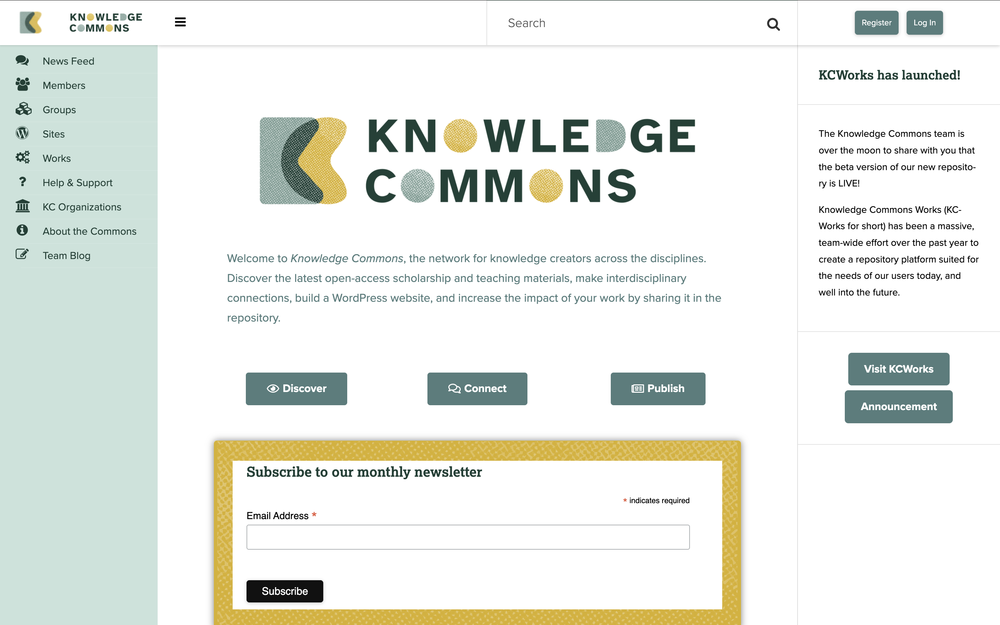 KNOWLEDGE
COMMONS
Search
Register
Log In
News Feed
Members
Groups
Sites
Works
Help & Support
KC Organizations
About the Commons
Team Blog
KNOWLEDGE
COMMONS
Welcome to Knowledge Commons, the network for knowledge creators across the disciplines.
Discover the latest open-access scholarship and teaching materials, make interdisciplinary
connections, build a WordPress website, and increase the impact of your work by sharing it in the
repository.
Discover
Connect
Publish
Subscribe to our monthly newsletter
* indicates required
Email Address *
Subscribe
KCWorks has launched!
The Knowledge Commons team is
over the moon to share with you that
the beta version of our new reposito-
ry is LIVE!
Knowledge Commons Works (KC-
Works for short) has been a massive,
team-wide effort over the past year to
create a repository platform suited for
the needs of our users today, and
well into the future.
Visit KCWorks
Announcement